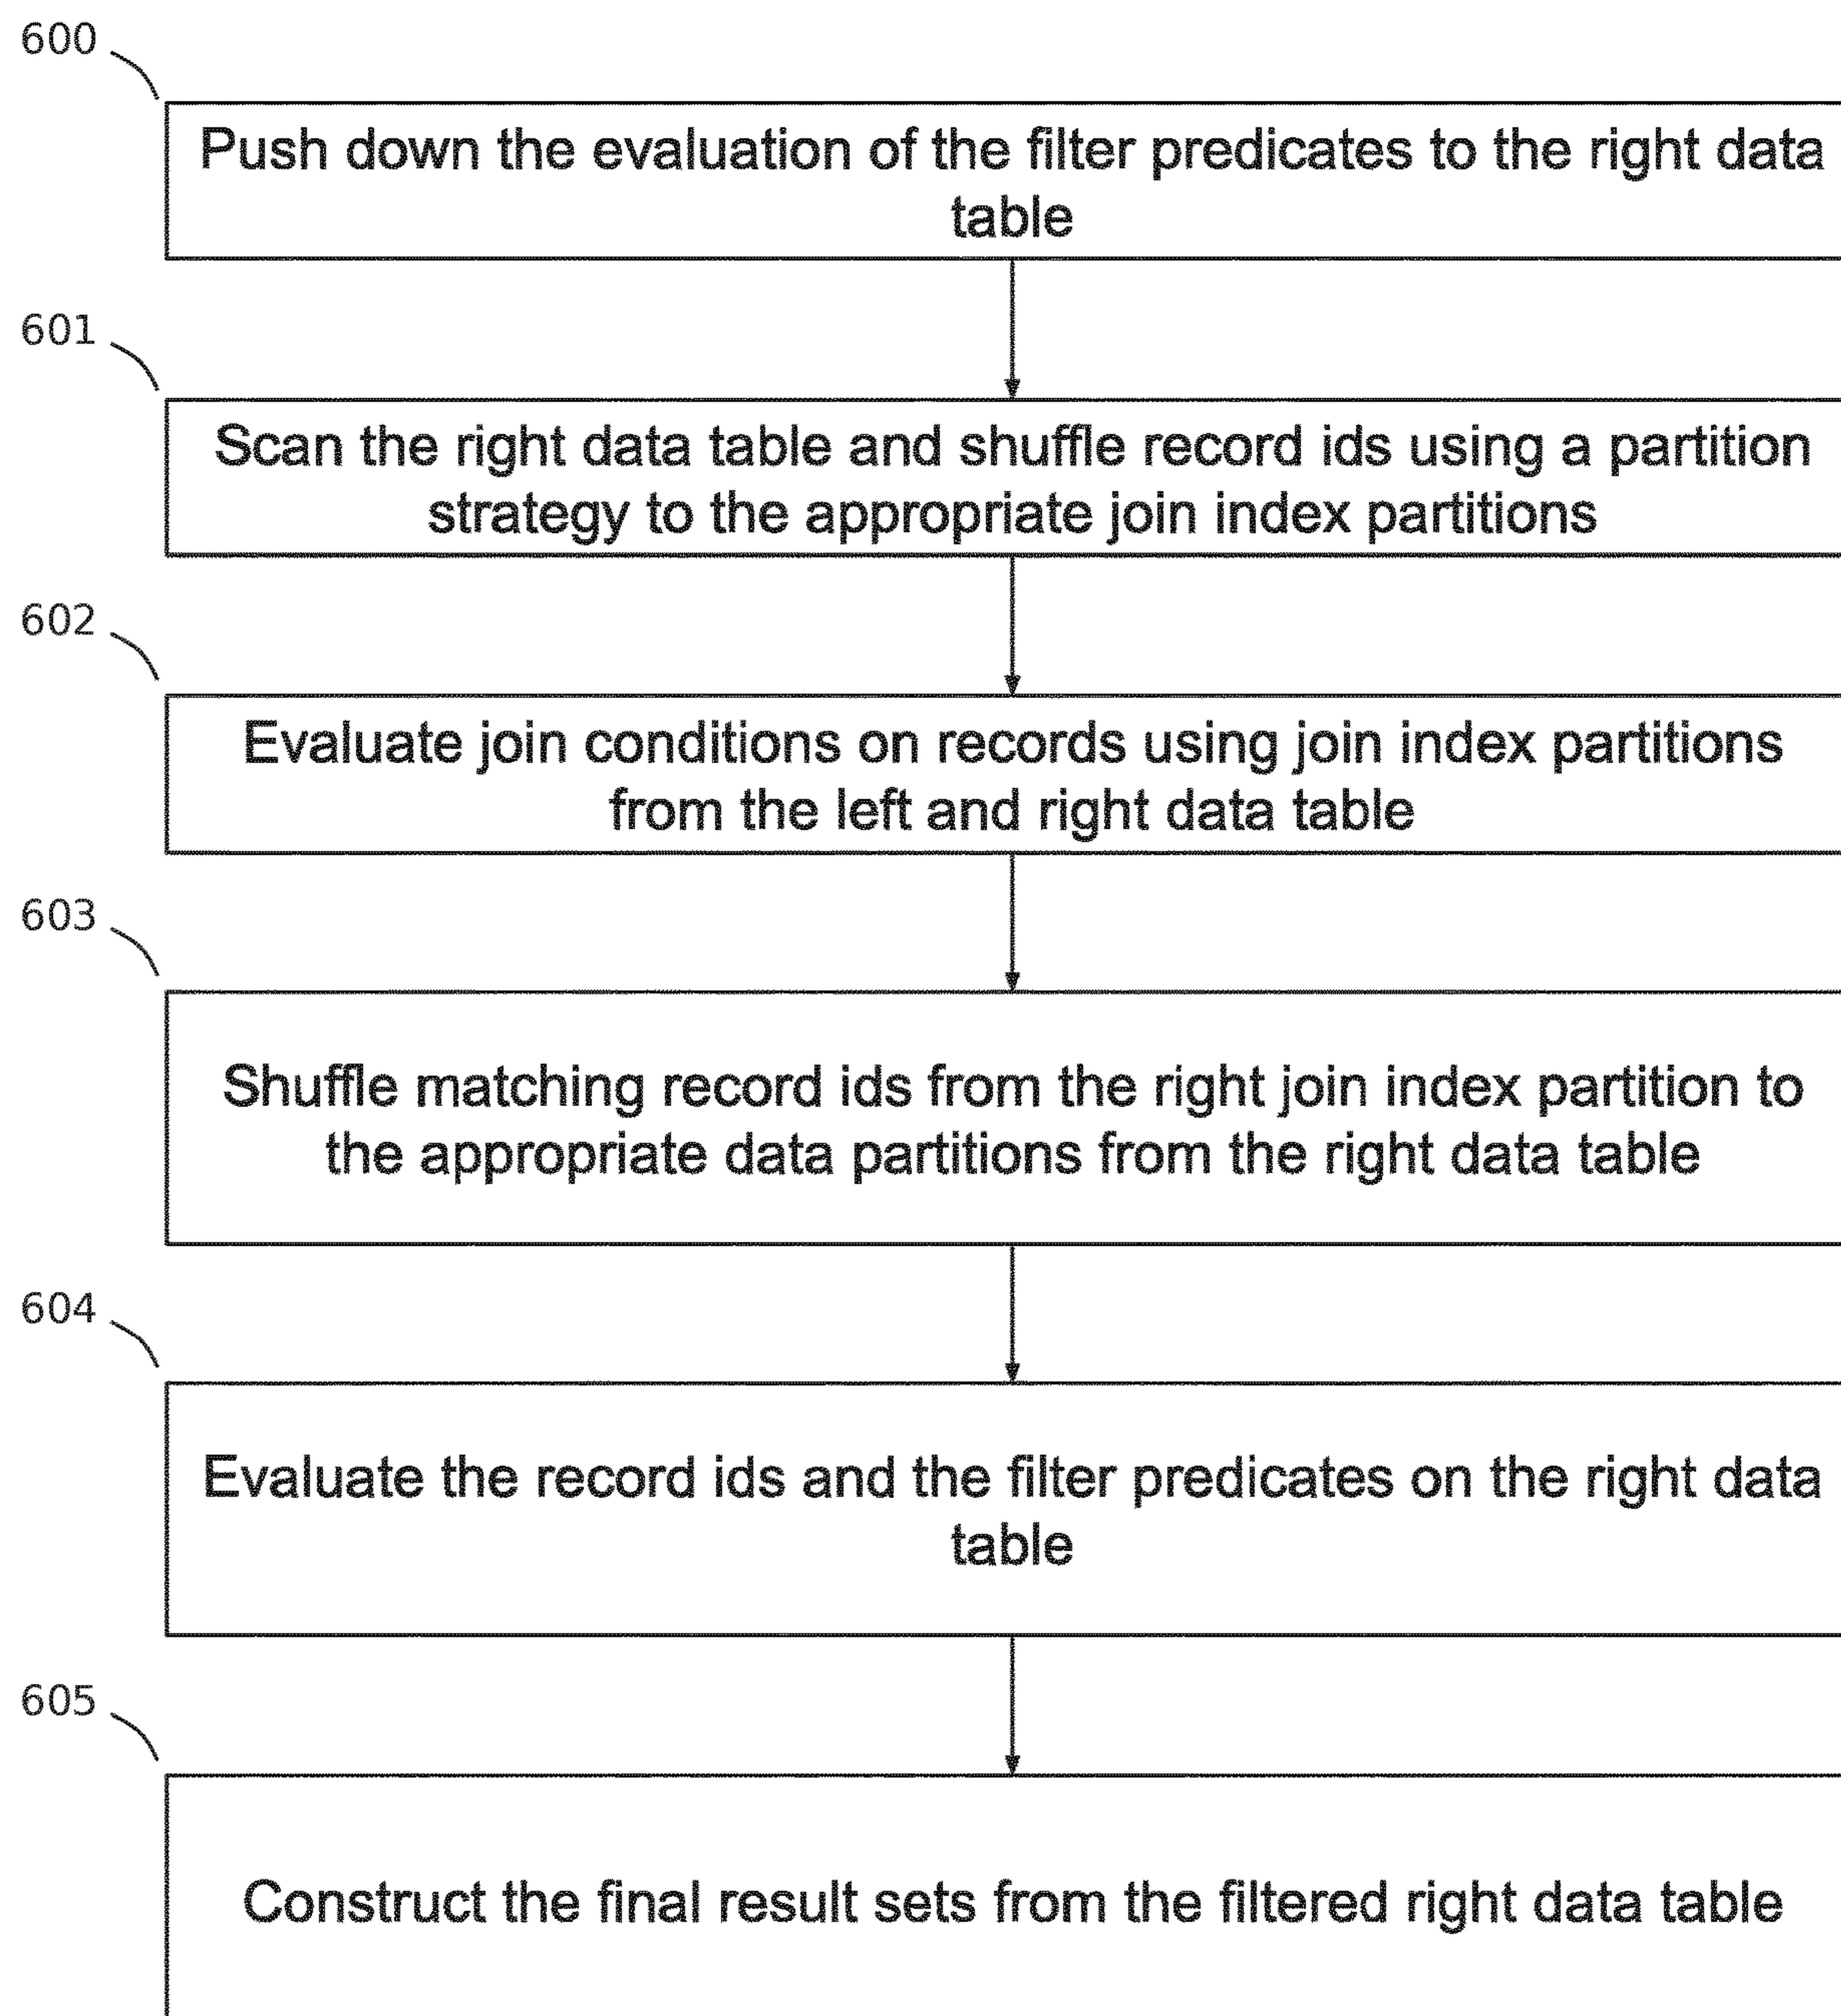 600
Push down the evaluation of the filter predicates to the right data
table
601
Scan the right data table and shuffle record ids using a partition
strategy to the appropriate join index partitions
602
Evaluate join conditions on records using join index partitions
from the left and right data table
603
Shuffle matching record ids from the right join index partition to
the appropriate data partitions from the right data table
604
Evaluate the record ids and the filter predicates on the right data
table
605
Construct the final result sets from the filtered right data table